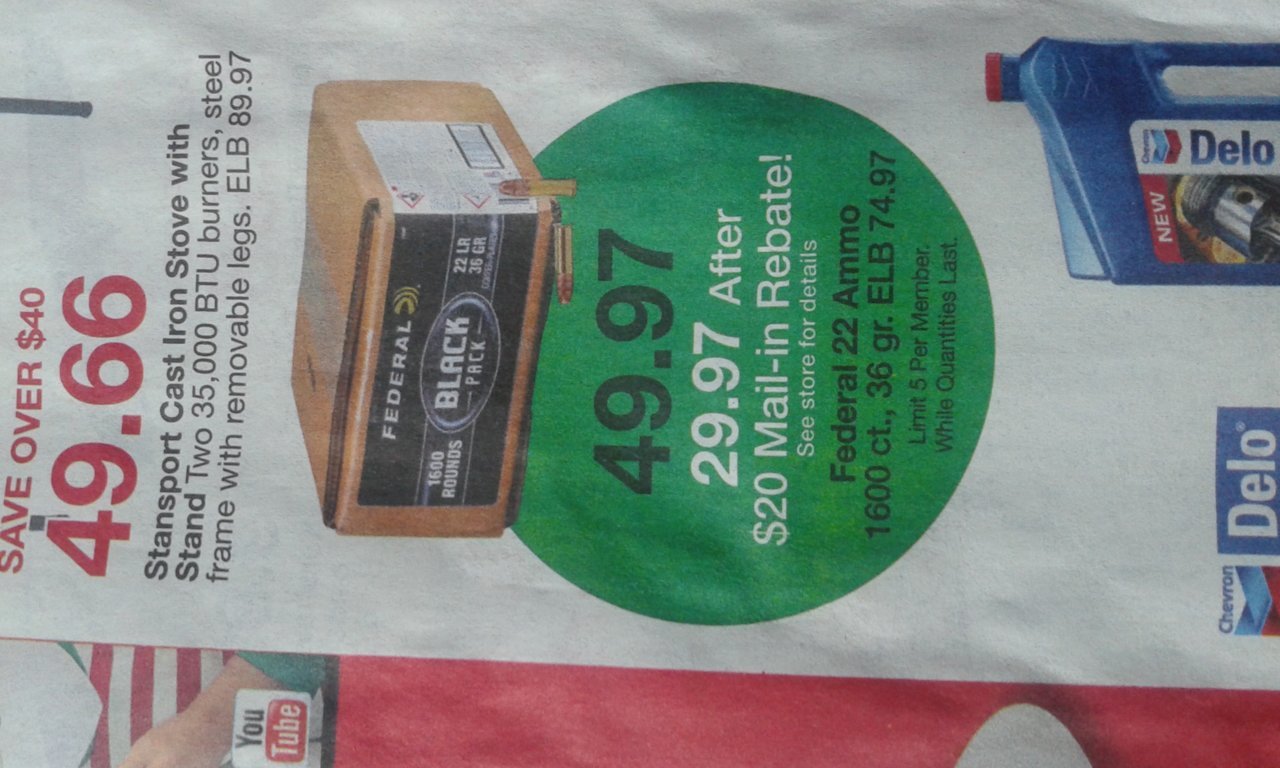 SAVE OVER $40
49.66
Stansport Cast Iron Stove with
Stand Two 35,000 BTU burners, steel
frame with removable legs. ELB 89.97
FEDERAL
BLACK
PACK
1600
ROUNDS
22 LR
36 GR
49.97
29.97 After
$20 Mail-in Rebate!
See store for details
Federal 22 Ammo
1600 ct., 36 gr. ELB 74.97
Limit 5 Per Member.
While Quantities Last.
Chevron
Delo
NEW
Chevron
Delo
You
Tube